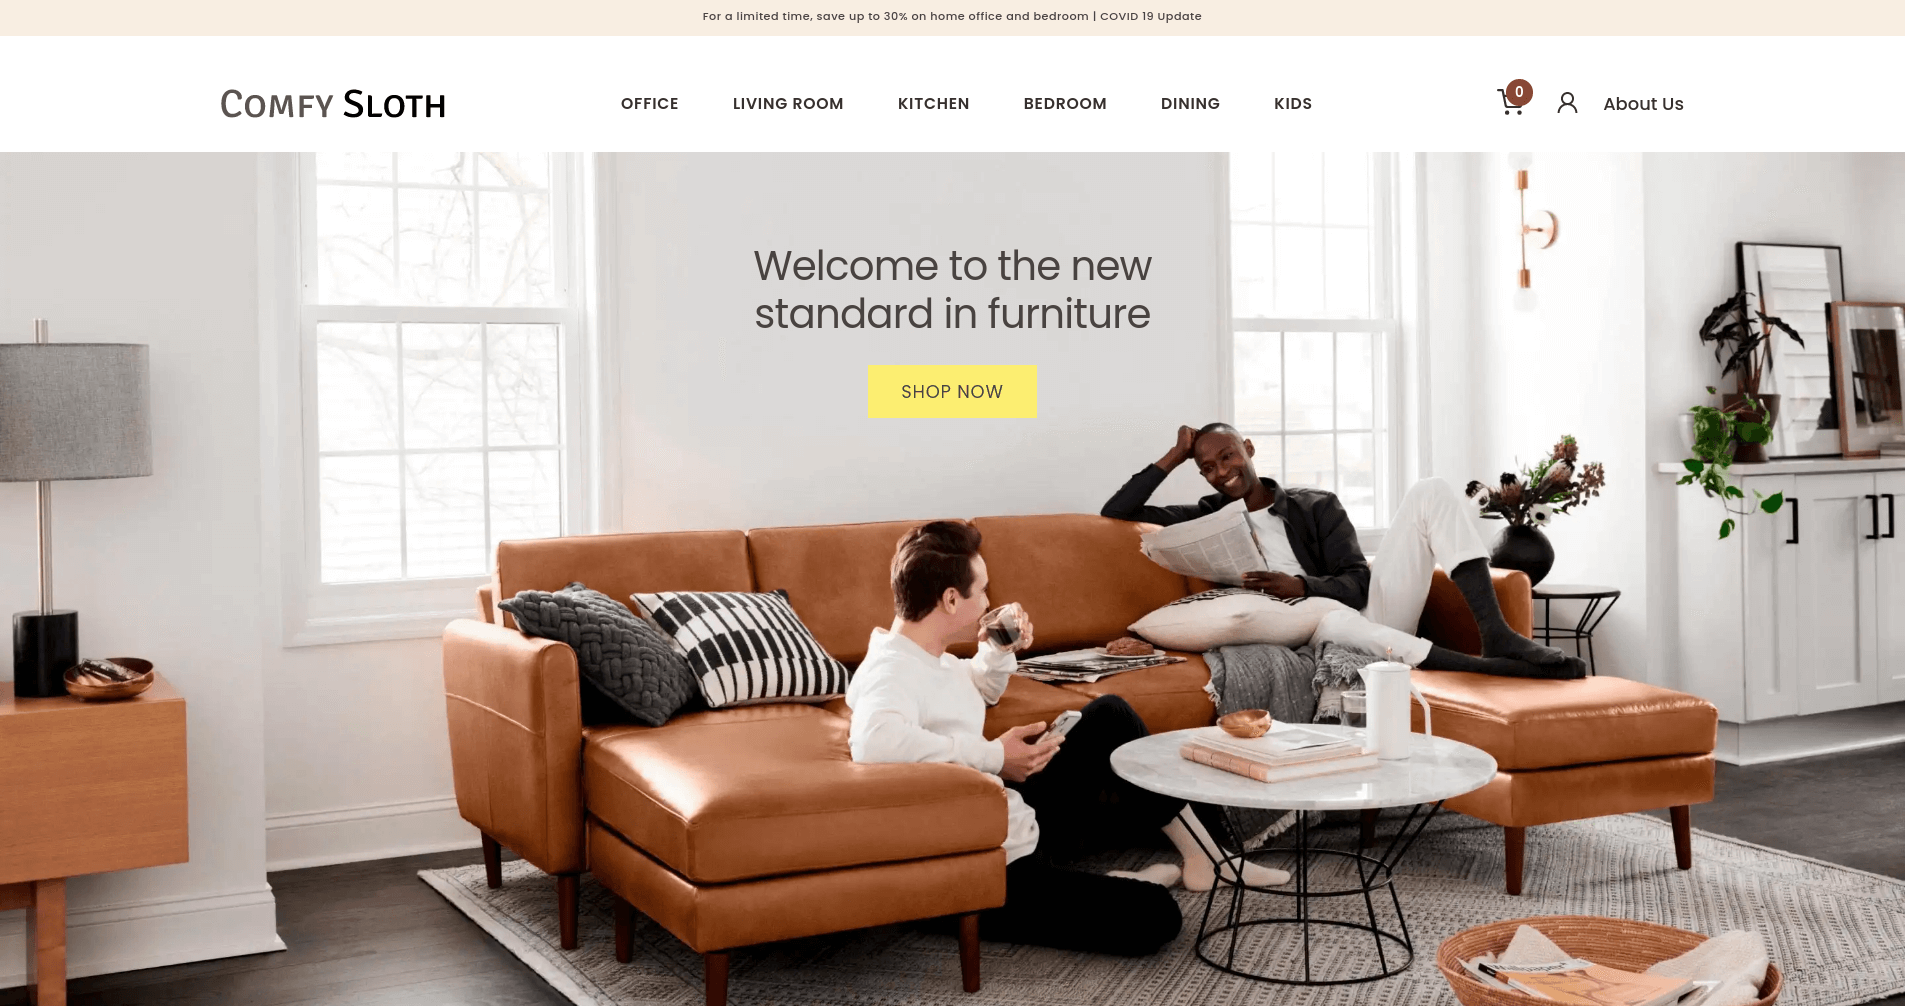 For a limited time, save up to 30% on home office and bedroom | COVID 19 Update
COMFY SLOTH
OFFICE
LIVING ROOM
KITCHEN
BEDROOM
DINING
KIDS
0
About Us
Welcome to the new
standard in furniture
SHOP NOW
Wallpaper*